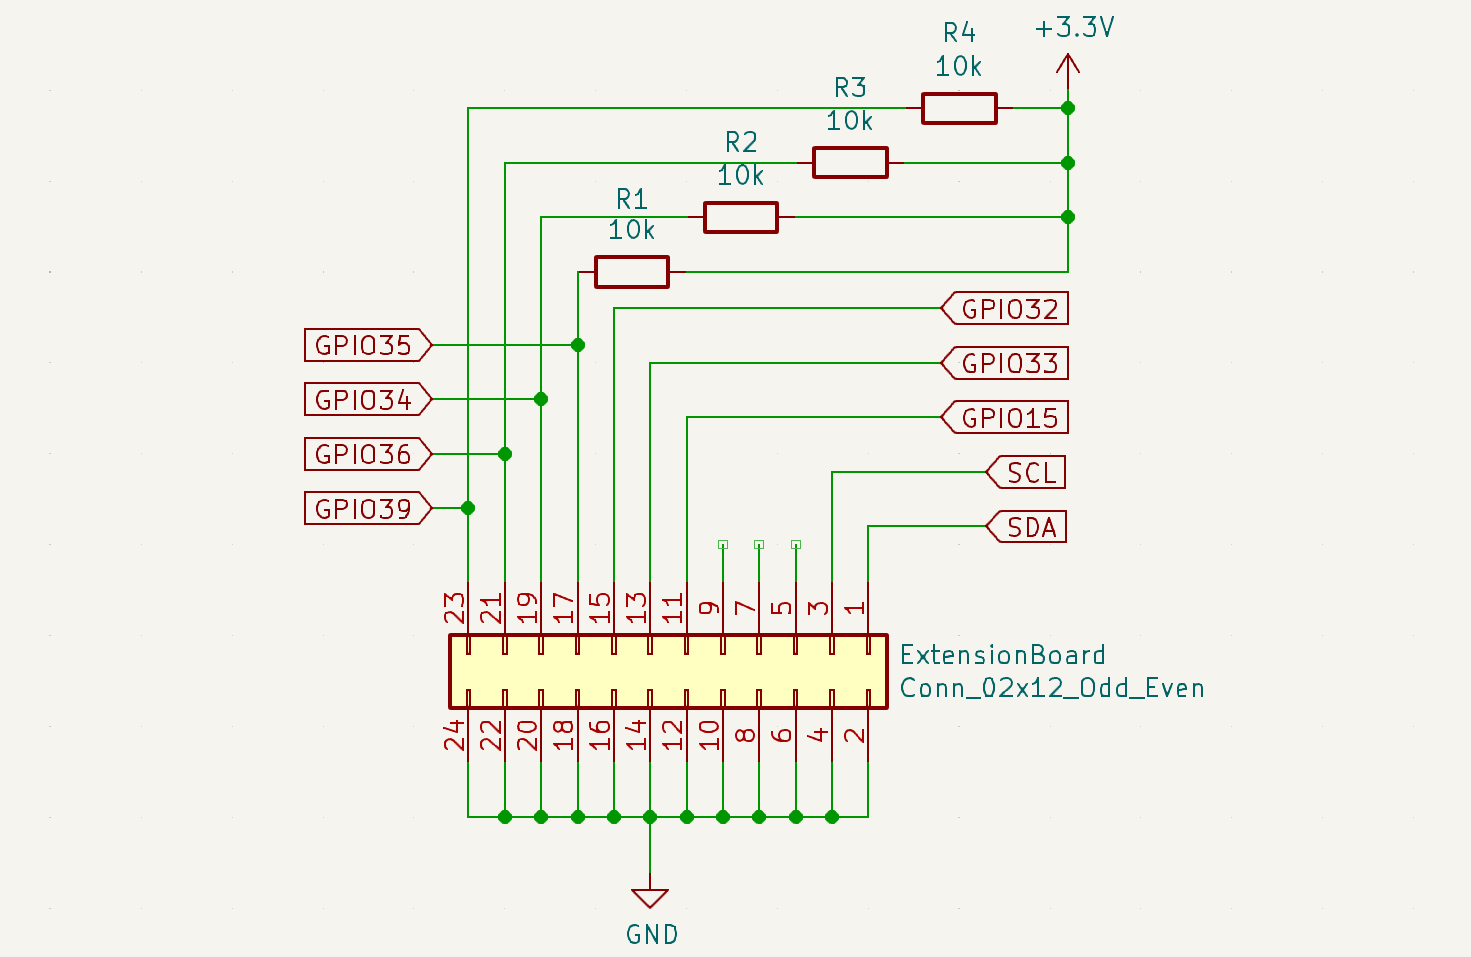 +3.3V
R4
10k
R3
10k
R2
10k
R1
10k
GPIO32
GPIO35
GPIO33
GPIO34
GPIO15
GPIO36
SCL
GPIO39
SDA
23 21 19 17 15 13 11 9 7 5 3 1
ExtensionBoard
Conn_02x12_Odd_Even
24 22 20 18 16 14 12 10 8 6 4 2
GND